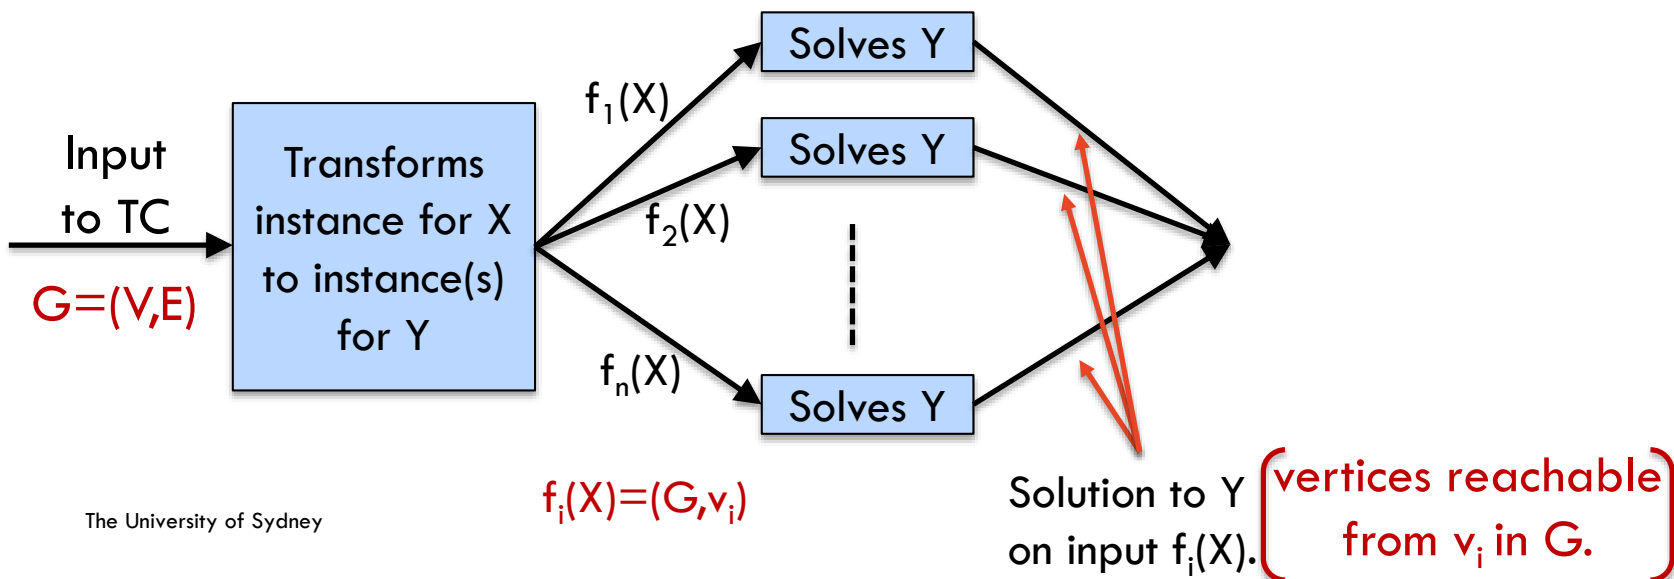 Input
to TC
G=(V,E)
Transforms
instance for X
to instance(s)
for Y
f₁(X)
f₂(X)
fₙ(X)
Solves Y
Solves Y
Solves Y
fᵢ(X)=(G,vᵢ)
Solution to Y
on input fᵢ(X).
vertices reachable
from vᵢ in G.
The University of Sydney